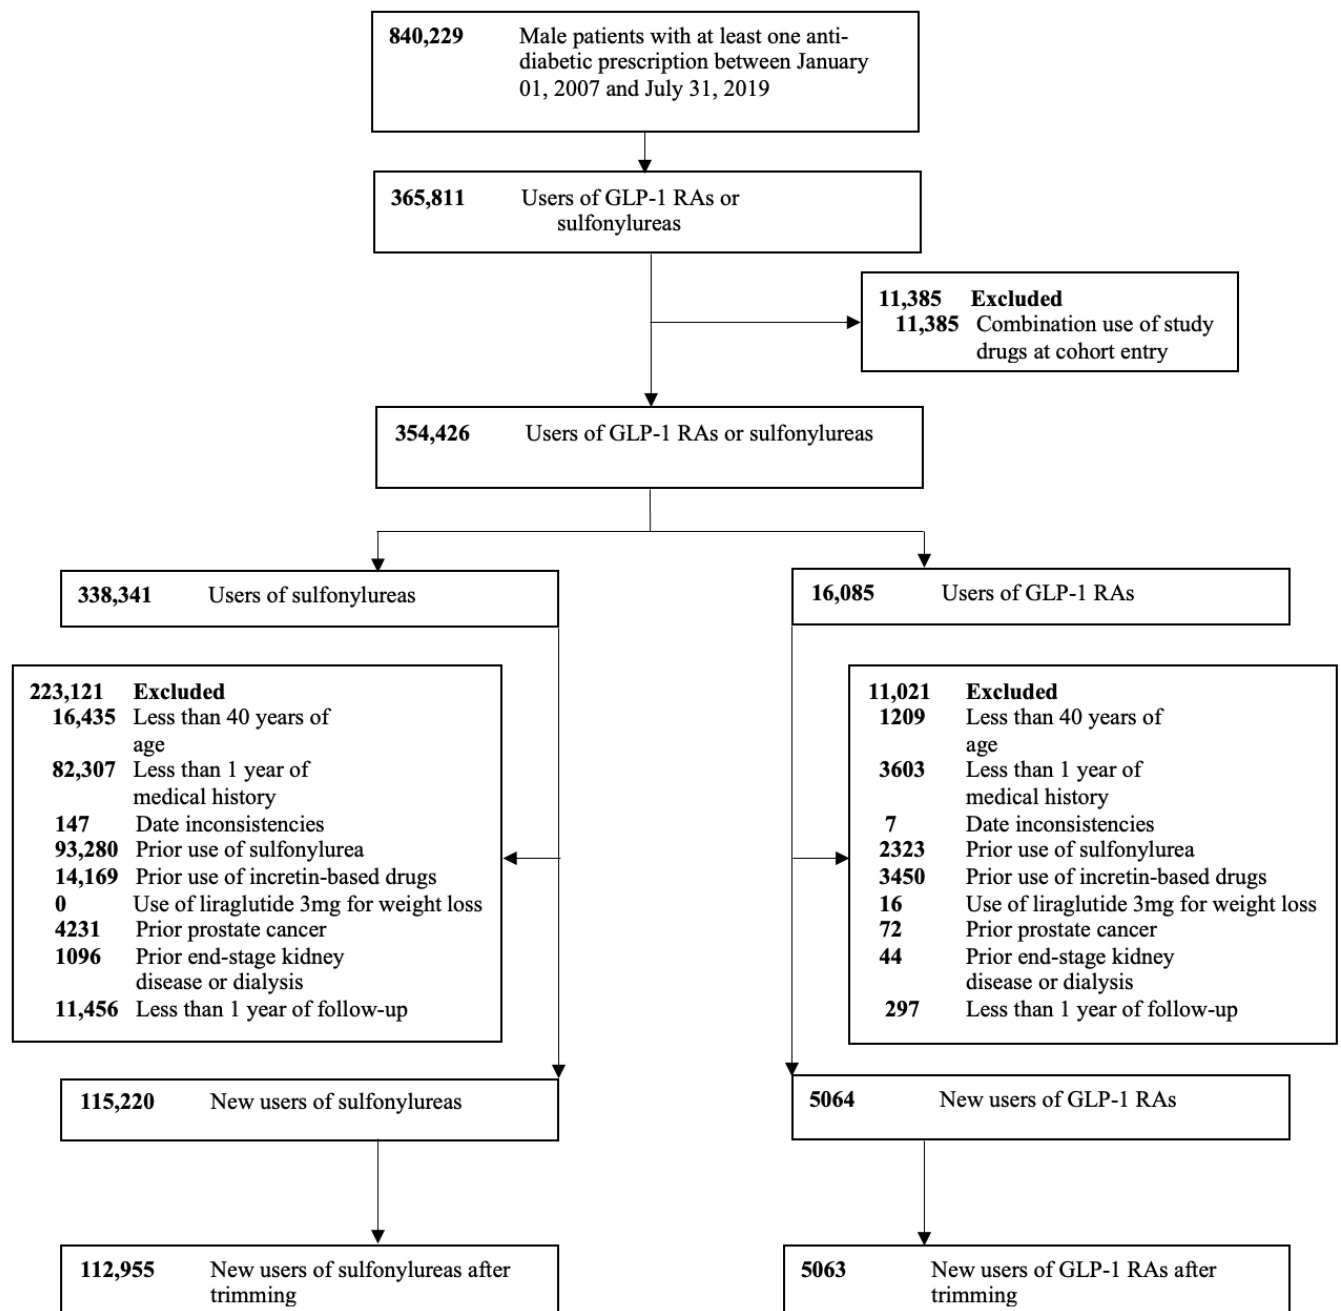 840,229 Male patients with at least one anti-
diabetic prescription between January
01, 2007 and July 31, 2019
365,811 Users of GLP-1 RAs or
sulfonylureas
11,385 Excluded
11,385 Combination use of study
drugs at cohort entry
354,426 Users of GLP-1 RAs or sulfonylureas
338,341 Users of sulfonylureas
16,085 Users of GLP-1 RAs
223,121 Excluded
16,435 Less than 40 years of
age
82,307 Less than 1 year of
medical history
147 Date inconsistencies
93,280 Prior use of sulfonylurea
14,169 Prior use of incretin-based drugs
0 Use of liraglutide 3mg for weight loss
4231 Prior prostate cancer
1096 Prior end-stage kidney
disease or dialysis
11,456 Less than 1 year of follow-up
11,021 Excluded
1209 Less than 40 years of
age
3603 Less than 1 year of
medical history
7 Date inconsistencies
2323 Prior use of sulfonylurea
3450 Prior use of incretin-based drugs
16 Use of liraglutide 3mg for weight loss
72 Prior prostate cancer
44 Prior end-stage kidney
disease or dialysis
297 Less than 1 year of follow-up
115,220 New users of sulfonylureas
5064 New users of GLP-1 RAs
112,955 New users of sulfonylureas after
trimming
5063 New users of GLP-1 RAs after
trimming